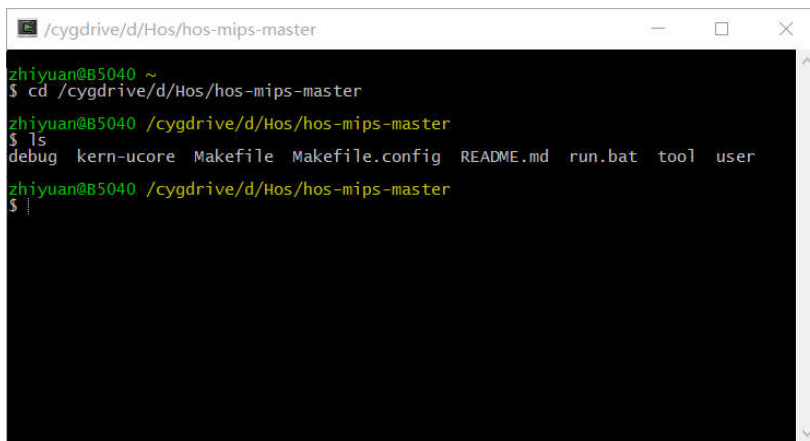 /cygdrive/d/Hos/hos-mips-master
zhiyuan@B5040 ~
$ cd /cygdrive/d/Hos/hos-mips-master
zhiyuan@B5040 /cygdrive/d/Hos/hos-mips-master
$ ls
debug kern-ucore Makefile Makefile.config README.md run.bat tool user
zhiyuan@B5040 /cygdrive/d/Hos/hos-mips-master
$